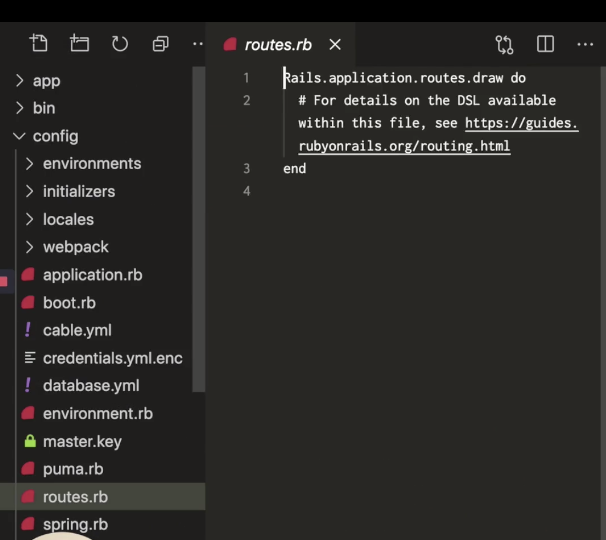 routes.rb
app
bin
config
environments
initializers
locales
webpack
application.rb
boot.rb
cable.yml
credentials.yml.enc
database.yml
environment.rb
master.key
puma.rb
routes.rb
spring.rb
1 Rails.application.routes.draw do
2 # For details on the DSL available
within this file, see https://guides.
rubyonrails.org/routing.html
3 end
4